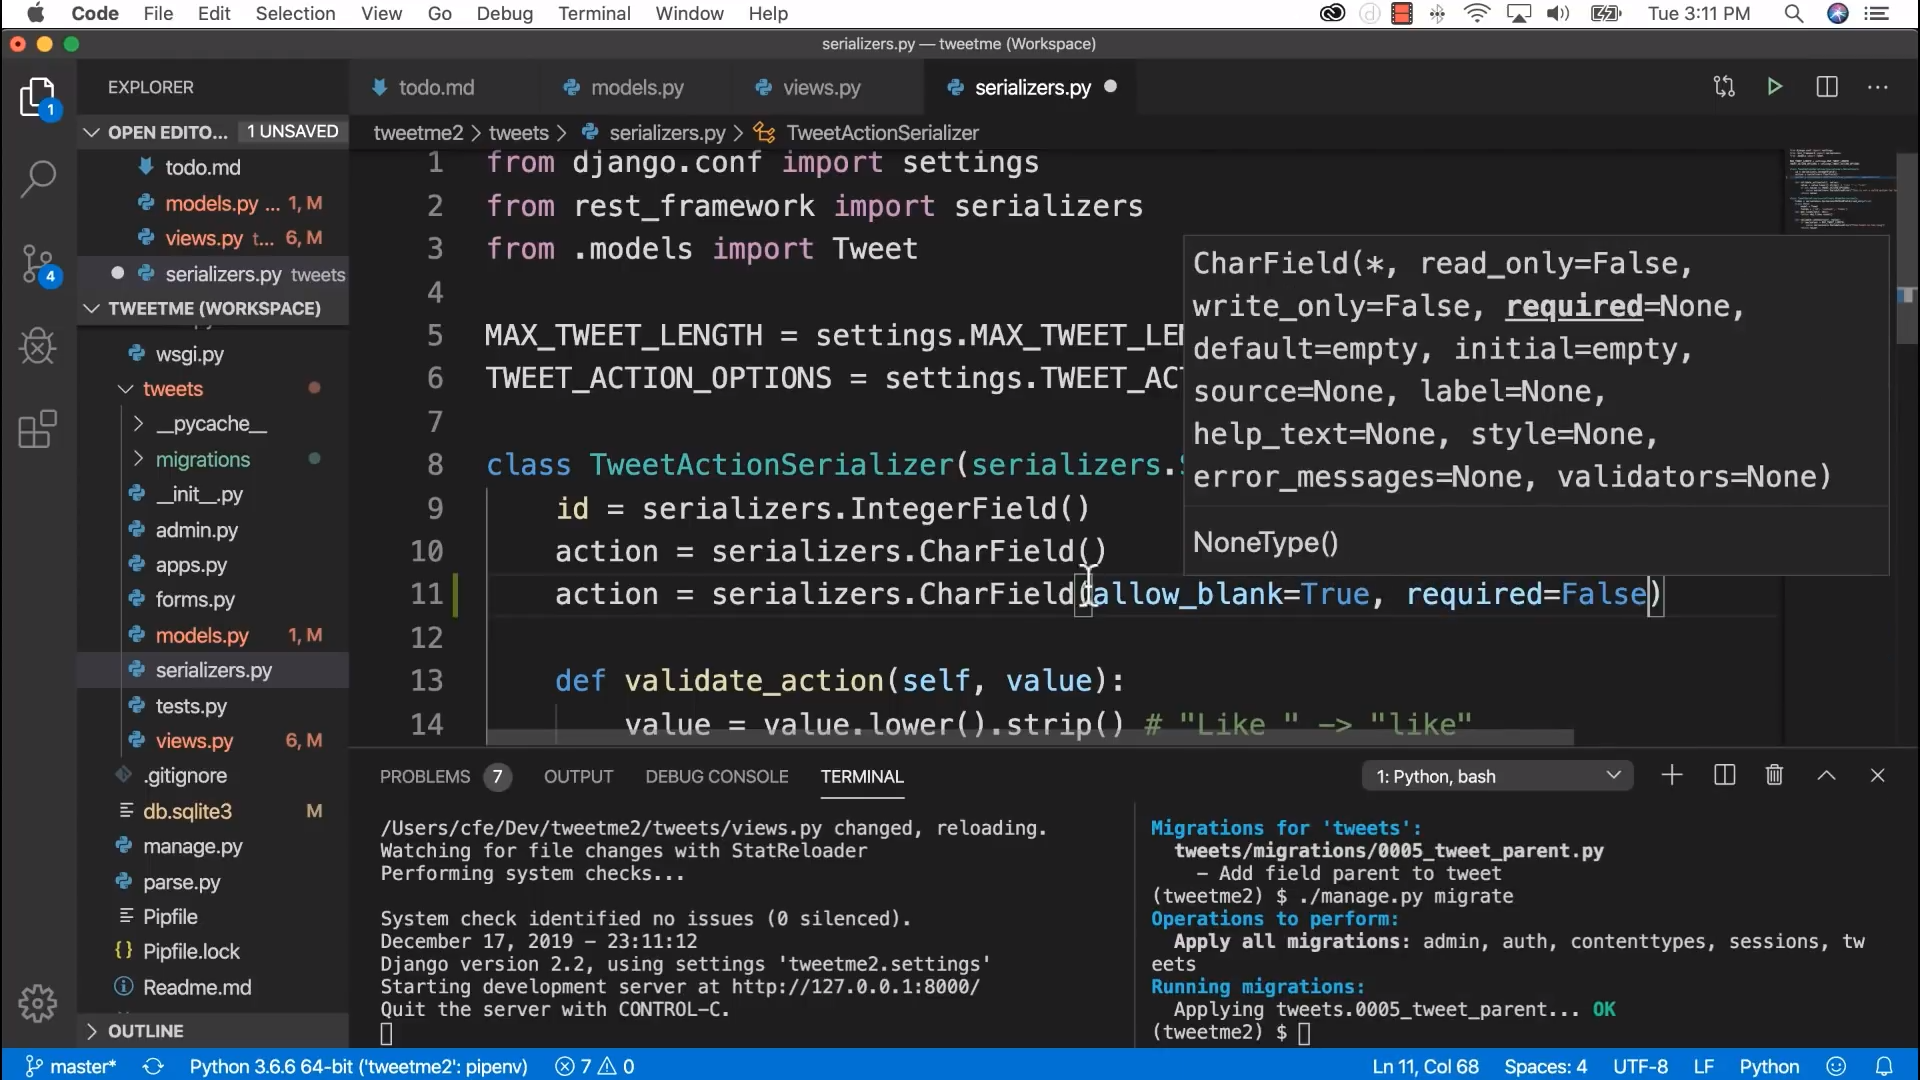 Code File Edit Selection View Go Debug Terminal Window Help Tue 3:11 PM
serializers.py — tweetme (Workspace)
EXPLORER
todo.md models.py views.py serializers.py
OPEN EDITO... 1 UNSAVED
tweetme2 > tweets > serializers.py > TweetActionSerializer
todo.md
models.py ... 1, M
views.py t... 6, M
serializers.py tweets
TWEETME (WORKSPACE)
wsgi.py
tweets
__pycache__
migrations
__init__.py
admin.py
apps.py
forms.py
models.py 1, M
serializers.py
tests.py
views.py 6, M
.gitignore
db.sqlite3 M
manage.py
parse.py
Pipfile
Pipfile.lock
Readme.md
OUTLINE
1 from django.conf import settings
2 from rest_framework import serializers
3 from .models import Tweet
4
5 MAX_TWEET_LENGTH = settings.MAX_TWEET_LEN
6 TWEET_ACTION_OPTIONS = settings.TWEET_ACT
7
8 class TweetActionSerializer(serializers.S
9 id = serializers.IntegerField()
10 action = serializers.CharField()
11 action = serializers.CharField(allow_blank=True, required=False)
12
13 def validate_action(self, value):
14 value = value.lower().strip() # "Like " -> "like"
CharField(*, read_only=False,
write_only=False, required=None,
default=empty, initial=empty,
source=None, label=None,
help_text=None, style=None,
error_messages=None, validators=None)
NoneType()
PROBLEMS 7 OUTPUT DEBUG CONSOLE TERMINAL 1: Python, bash
/Users/cfe/Dev/tweetme2/tweets/views.py changed, reloading.
Watching for file changes with StatReloader
Performing system checks...
System check identified no issues (0 silenced).
December 17, 2019 - 23:11:12
Django version 2.2, using settings 'tweetme2.settings'
Starting development server at http://127.0.0.1:8000/
Quit the server with CONTROL-C.
Migrations for 'tweets':
tweets/migrations/0005_tweet_parent.py
- Add field parent to tweet
(tweetme2) $ ./manage.py migrate
Operations to perform:
Apply all migrations: admin, auth, contenttypes, sessions, tw
eets
Running migrations:
Applying tweets.0005_tweet_parent... OK
(tweetme2) $
1
4
master* Python 3.6.6 64-bit ('tweetme2': pipenv) 7 0 Ln 11, Col 68 Spaces: 4 UTF-8 LF Python